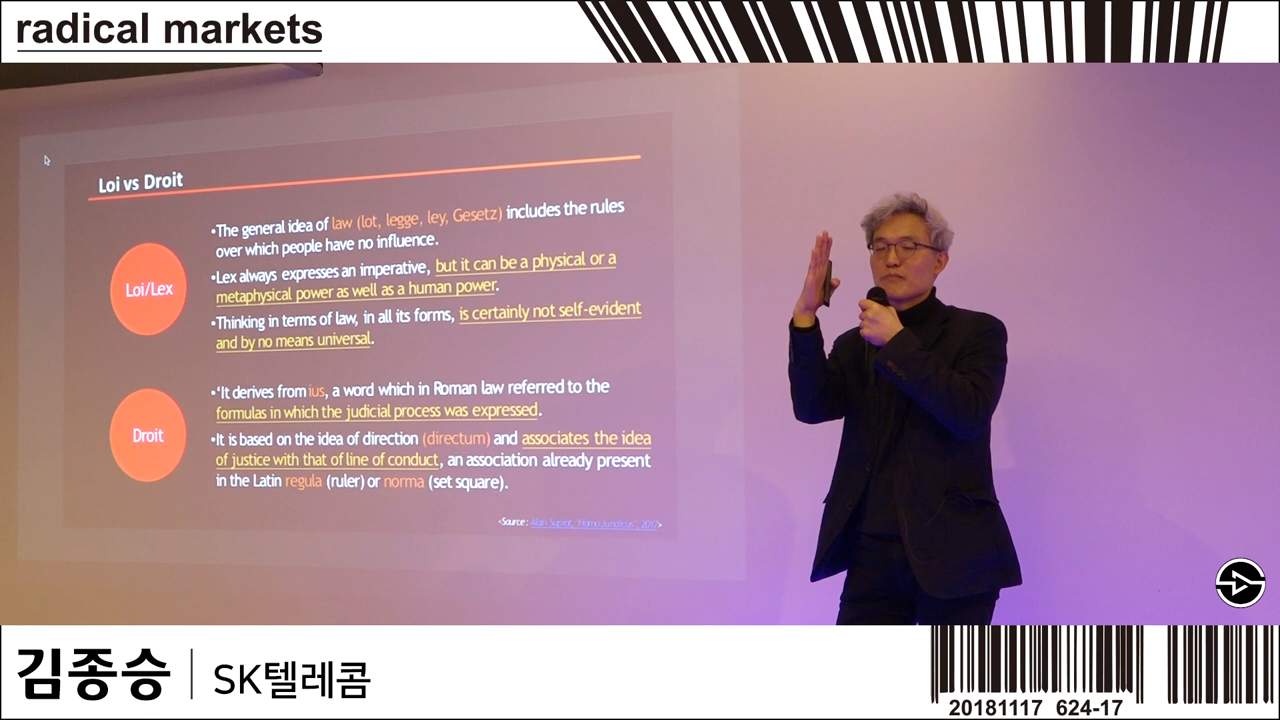 radical markets
Loi vs Droit
Loi/Lex
•The general idea of law (lot, legge, ley, Gesetz) includes the rules
over which people have no influence.
•Lex always expresses an imperative, but it can be a physical or a
metaphysical power as well as a human power.
•Thinking in terms of law, in all its forms, is certainly not self-evident
and by no means universal.
Droit
•‘It derives from ius, a word which in Roman law referred to the
formulas in which the judicial process was expressed.
•It is based on the idea of direction (directum) and associates the idea
of justice with that of line of conduct, an association already present
in the Latin regula (ruler) or norma (set square).
<Source : Alain Supiot, 'Homo Juridicus', 2017>
김종승 | SK텔레콤
20181117 624-17